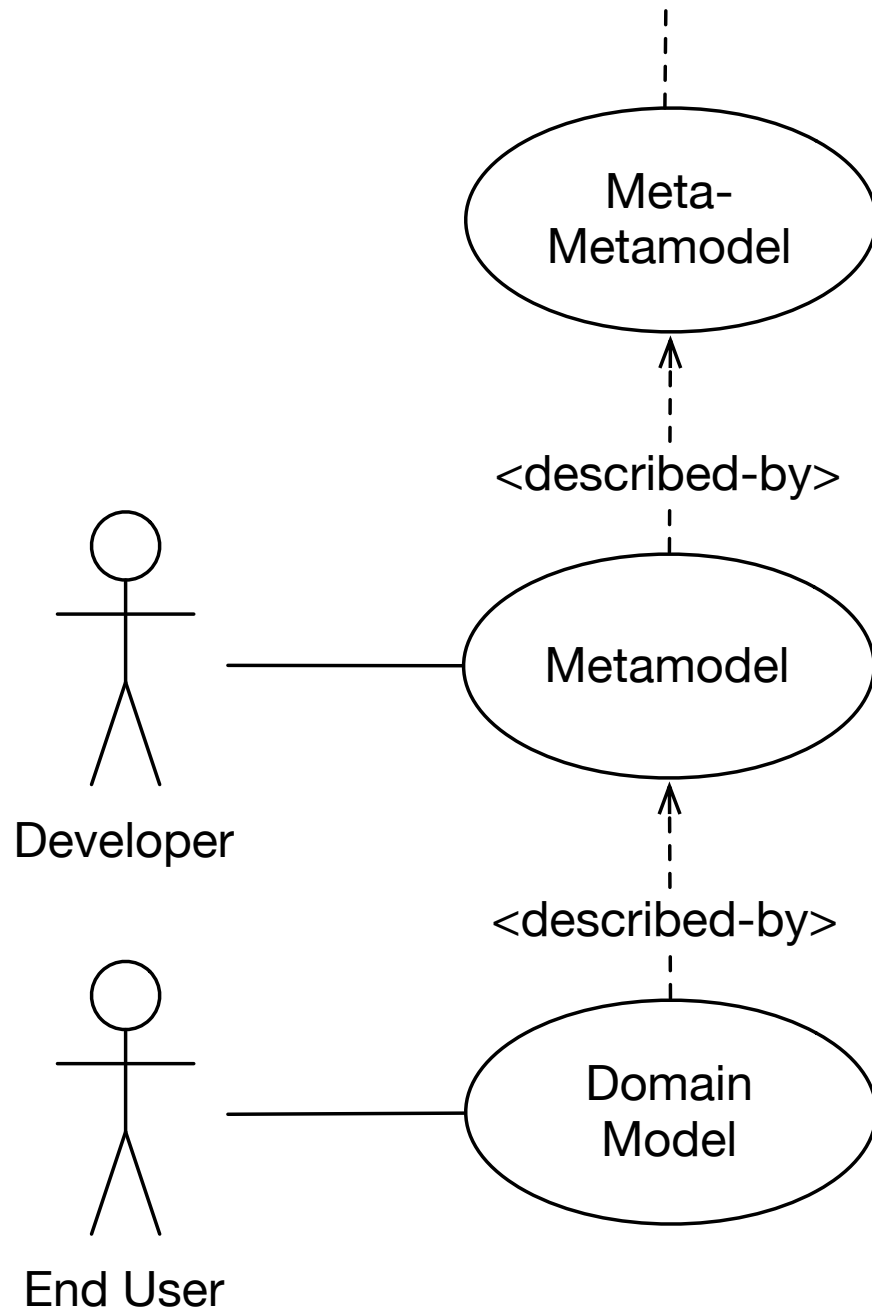 Meta-
Metamodel
<described-by>
Metamodel
Developer
<described-by>
Domain
Model
End User